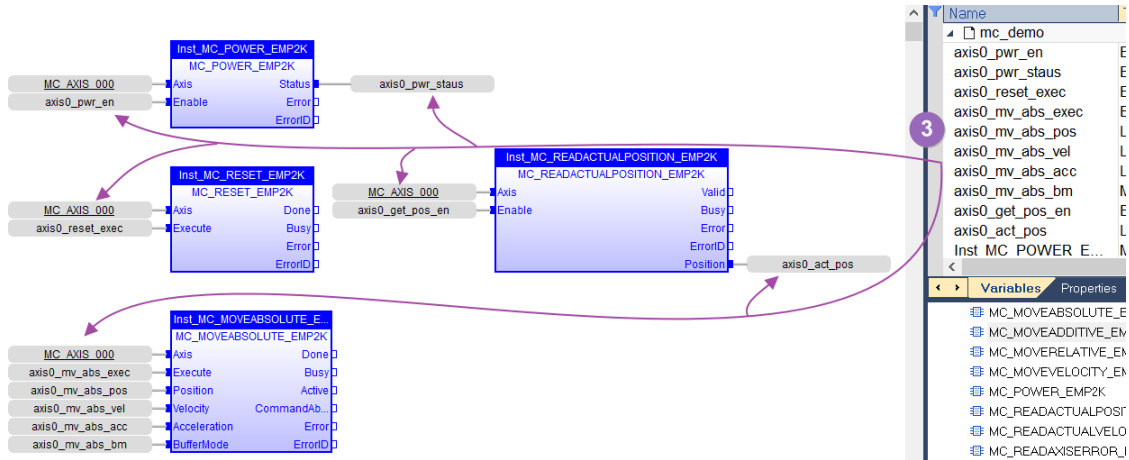 Inst_MC_POWER_EMP2K
MC_POWER_EMP2K
MC_AXIS_000
Axis
Status
axis0_pwr_staus
axis0_pwr_en
Enable
Error
ErrorID
Inst_MC_RESET_EMP2K
MC_RESET_EMP2K
MC_AXIS_000
Axis
Done
axis0_reset_exec
Execute
Busy
Error
ErrorID
Inst_MC_READACTUALPOSITION_EMP2K
MC_READACTUALPOSITION_EMP2K
MC_AXIS_000
Axis
Valid
axis0_get_pos_en
Enable
Busy
Error
ErrorID
Position
axis0_act_pos
Inst_MC_MOVEABSOLUTE_E...
MC_MOVEABSOLUTE_EMP2K
MC_AXIS_000
Axis
Done
axis0_mv_abs_exec
Execute
Busy
axis0_mv_abs_pos
Position
Active
axis0_mv_abs_vel
Velocity
CommandAb...
axis0_mv_abs_acc
Acceleration
Error
axis0_mv_abs_bm
BufferMode
ErrorID
3
Name
mc_demo
axis0_pwr_en
axis0_pwr_staus
axis0_reset_exec
axis0_mv_abs_exec
axis0_mv_abs_pos
axis0_mv_abs_vel
axis0_mv_abs_acc
axis0_mv_abs_bm
axis0_get_pos_en
axis0_act_pos
Inst_MC_POWER_E...
Variables
Properties
MC_MOVEABSOLUTE_E
MC_MOVEADDITIVE_EM
MC_MOVERELATIVE_EM
MC_MOVEVELOCITY_EM
MC_POWER_EMP2K
MC_READACTUALPOSIT
MC_READACTUALVELO
MC_READAXISERROR_